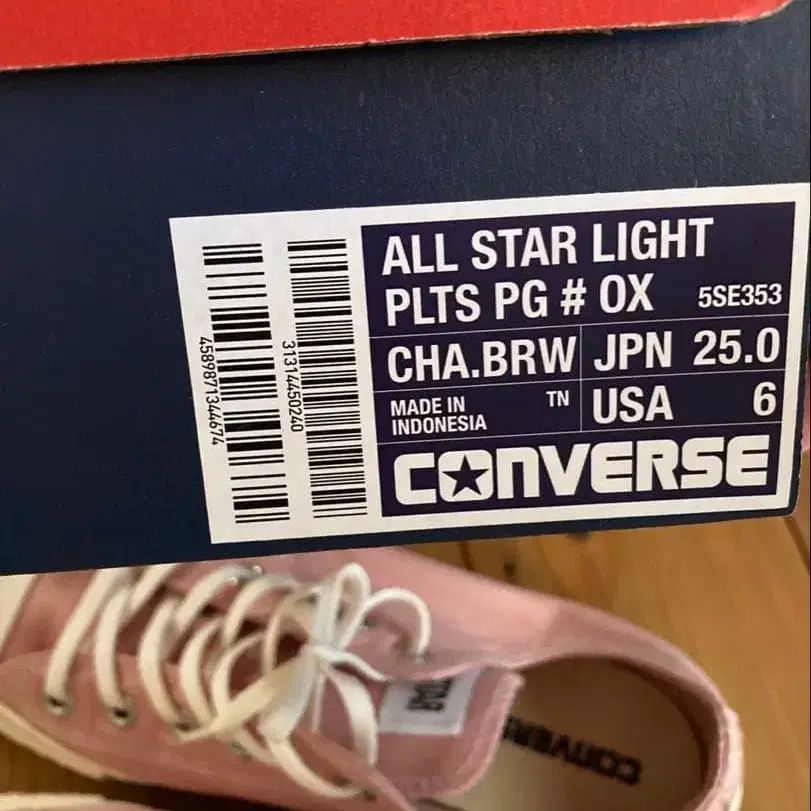 ALL STAR LIGHT
PLTS PG # OX 5SE353
CHA.BRW JPN 25.0
MADE IN INDONESIA TN USA 6
CONVERSE
4589871344674
31314450240
CONVERSE